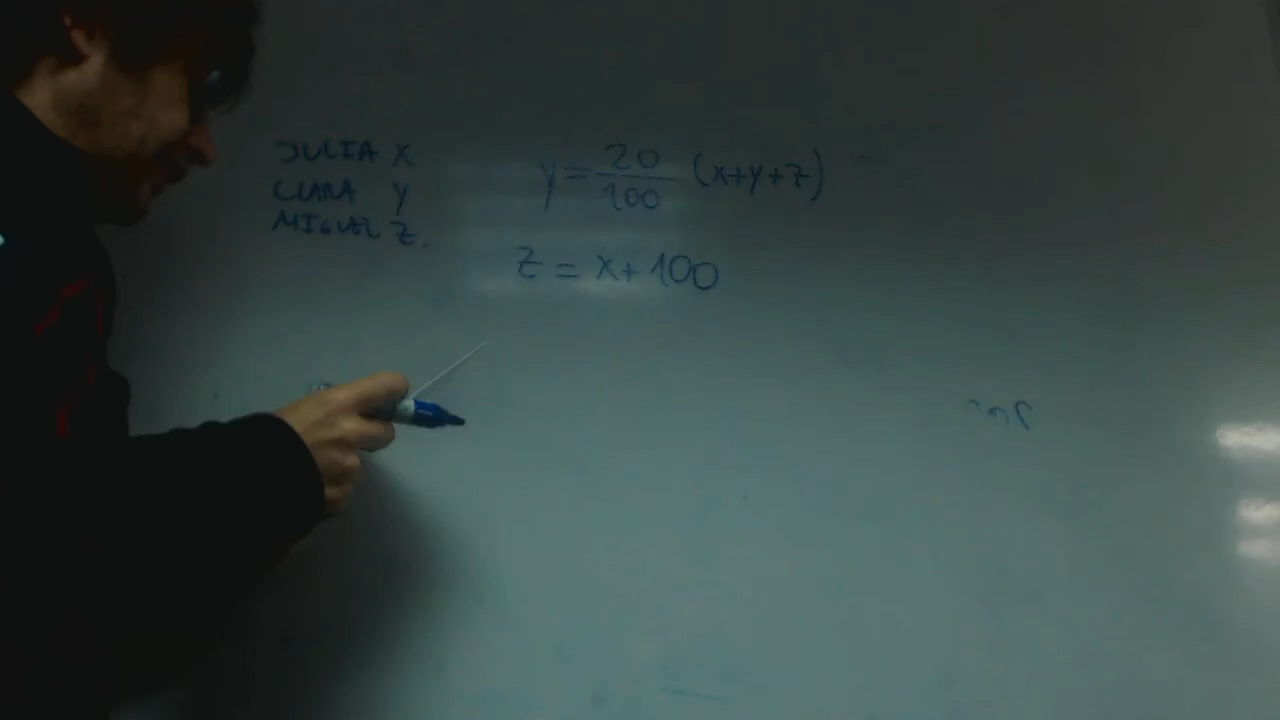 JULIA X
CLARA y
MIGUEL Z.
y = 20/100 (x+y+z)
z = x+100